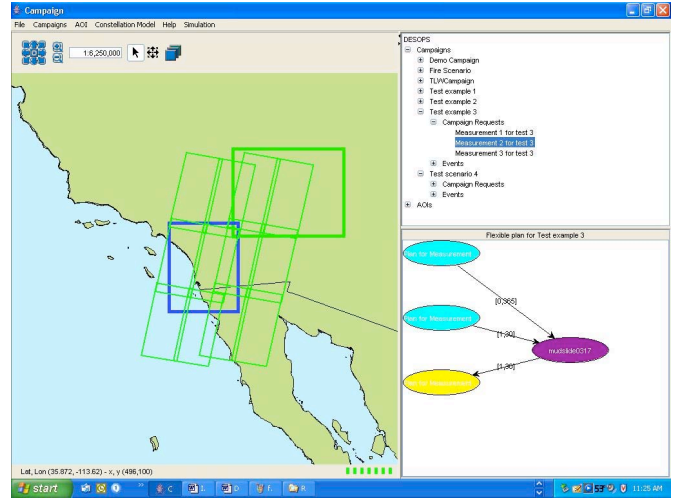 Campaign
File Campaigns AOI Constellation Model Help Simulation
1:6,250,000
DESOPS
Campaigns
Demo Campaign
Fire Scenario
TLWCampaign
Test example 1
Test example 2
Test example 3
Campaign Requests
Measurement 1 for test 3
Measurement 2 for test 3
Measurement 3 for test 3
Events
Test scenario 4
Campaign Requests
Events
AOIs
Flexible plan for Test example 3
Plan for Measurement
[0,365]
Plan for Measurement
[1,30]
mudslide0317
[1,30]
Plan for Measurement
Lat, Lon (35.872, -113.62) - x, y (496,100)
start
11:25 AM